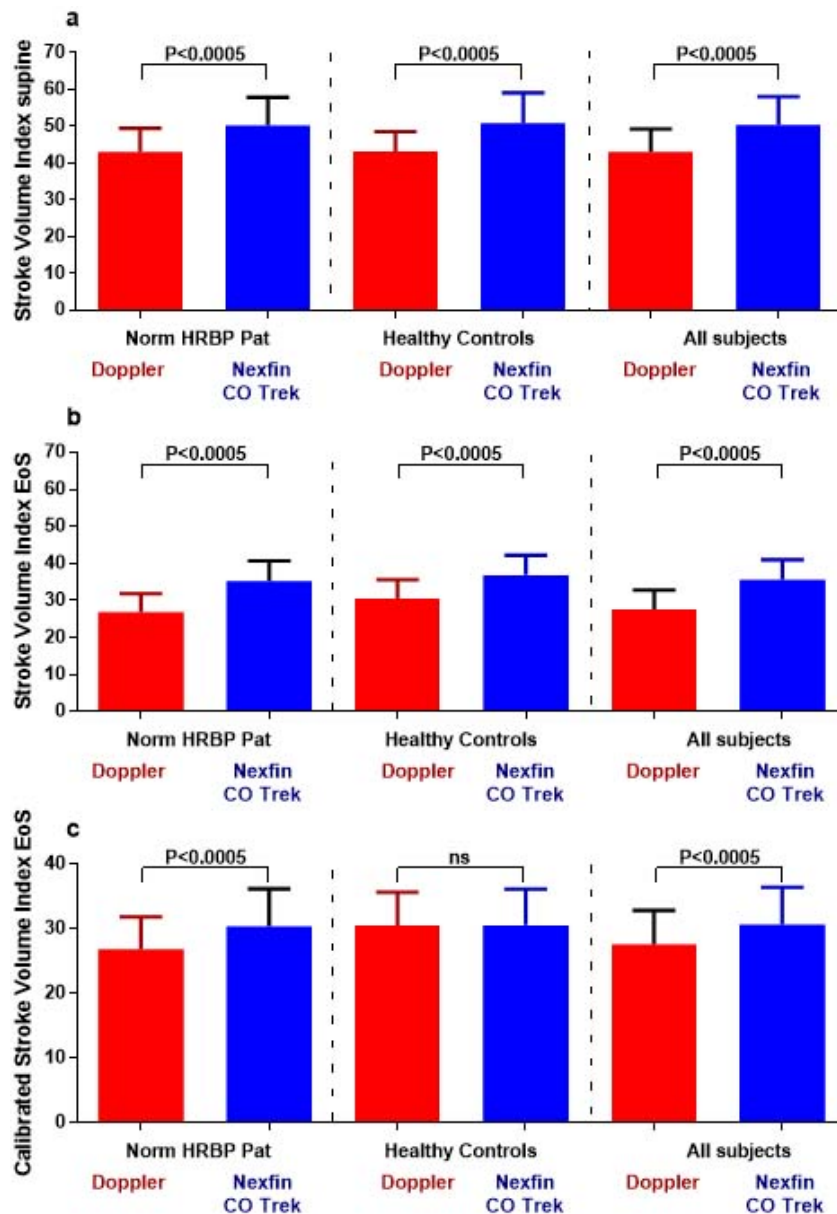 a
Stroke Volume Index supine
70
60
50
40
30
20
10
0
P<0.0005
P<0.0005
P<0.0005
Norm HRBP Pat
Healthy Controls
All subjects
Doppler
Nexfin
CO Trek
Doppler
Nexfin
CO Trek
Doppler
Nexfin
CO Trek
b
Stroke Volume Index EoS
70
60
50
40
30
20
10
0
P<0.0005
P<0.0005
P<0.0005
Norm HRBP Pat
Healthy Controls
All subjects
Doppler
Nexfin
CO Trek
Doppler
Nexfin
CO Trek
Doppler
Nexfin
CO Trek
c
Calibrated Stroke Volume Index EoS
40
30
20
10
0
P<0.0005
ns
P<0.0005
Norm HRBP Pat
Healthy Controls
All subjects
Doppler
Nexfin
CO Trek
Doppler
Nexfin
CO Trek
Doppler
Nexfin
CO Trek